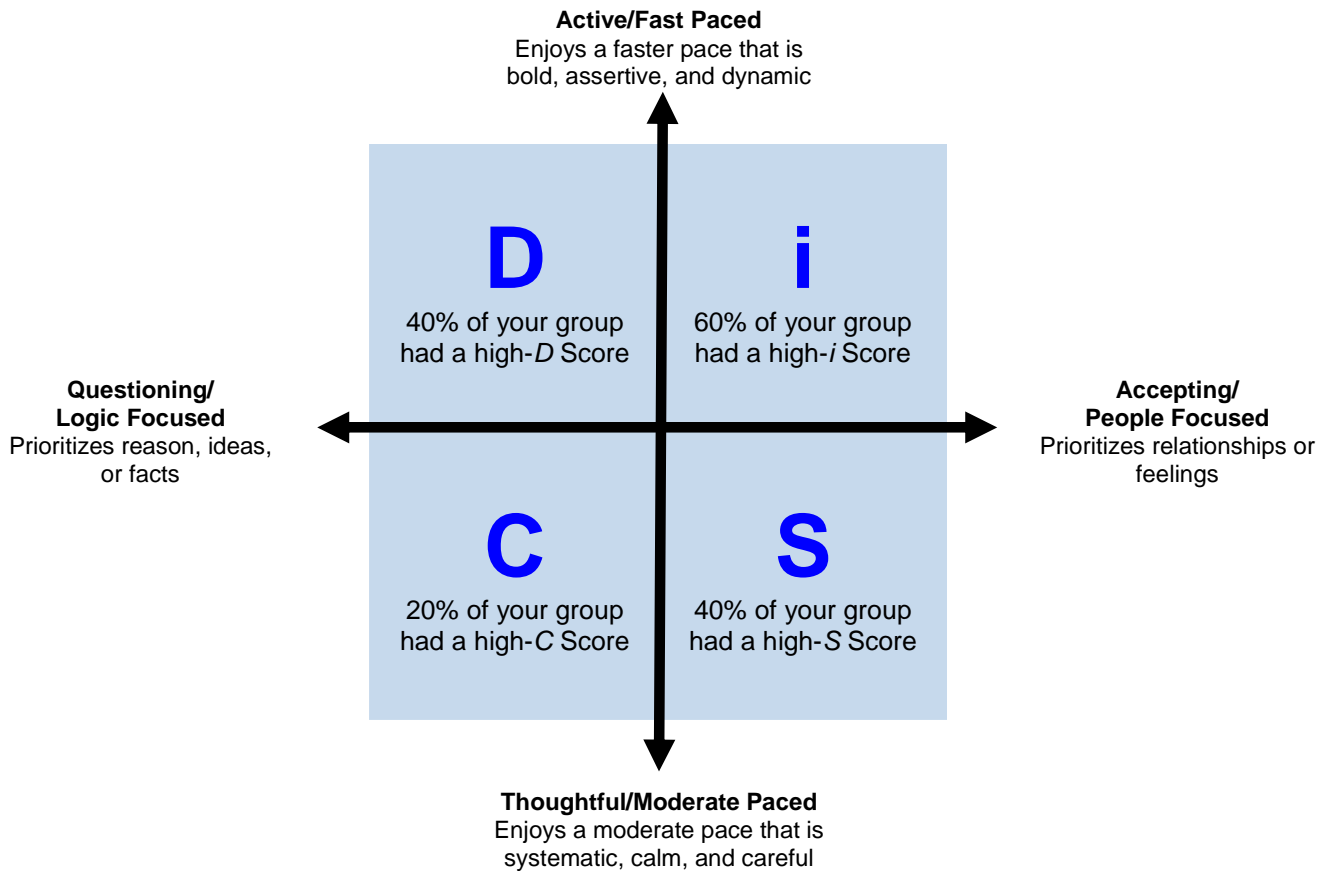 Active/Fast Paced
Enjoys a faster pace that is
bold, assertive, and dynamic
D
40% of your group
had a high-D Score
i
60% of your group
had a high-i Score
Questioning/
Logic Focused
Prioritizes reason, ideas,
or facts
Accepting/
People Focused
Prioritizes relationships or
feelings
C
20% of your group
had a high-C Score
S
40% of your group
had a high-S Score
Thoughtful/Moderate Paced
Enjoys a moderate pace that is
systematic, calm, and careful